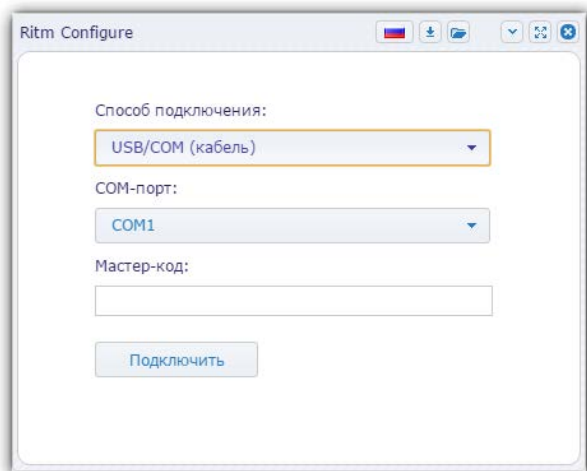 Ritm Configure
Способ подключения:
USB/COM (кабель)
COM-порт:
COM1
Мастер-код:
Подключить